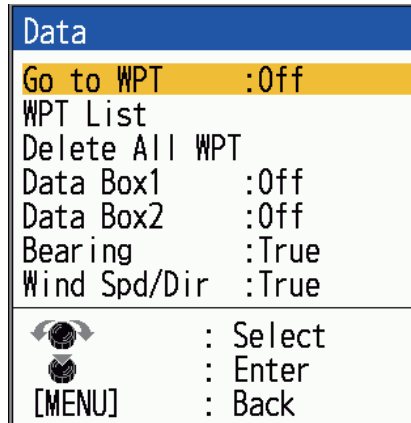 Data
Go to WPT :Off
WPT List
Delete All WPT
Data Box1 :Off
Data Box2 :Off
Bearing :True
Wind Spd/Dir :True
: Select
: Enter
[MENU] : Back